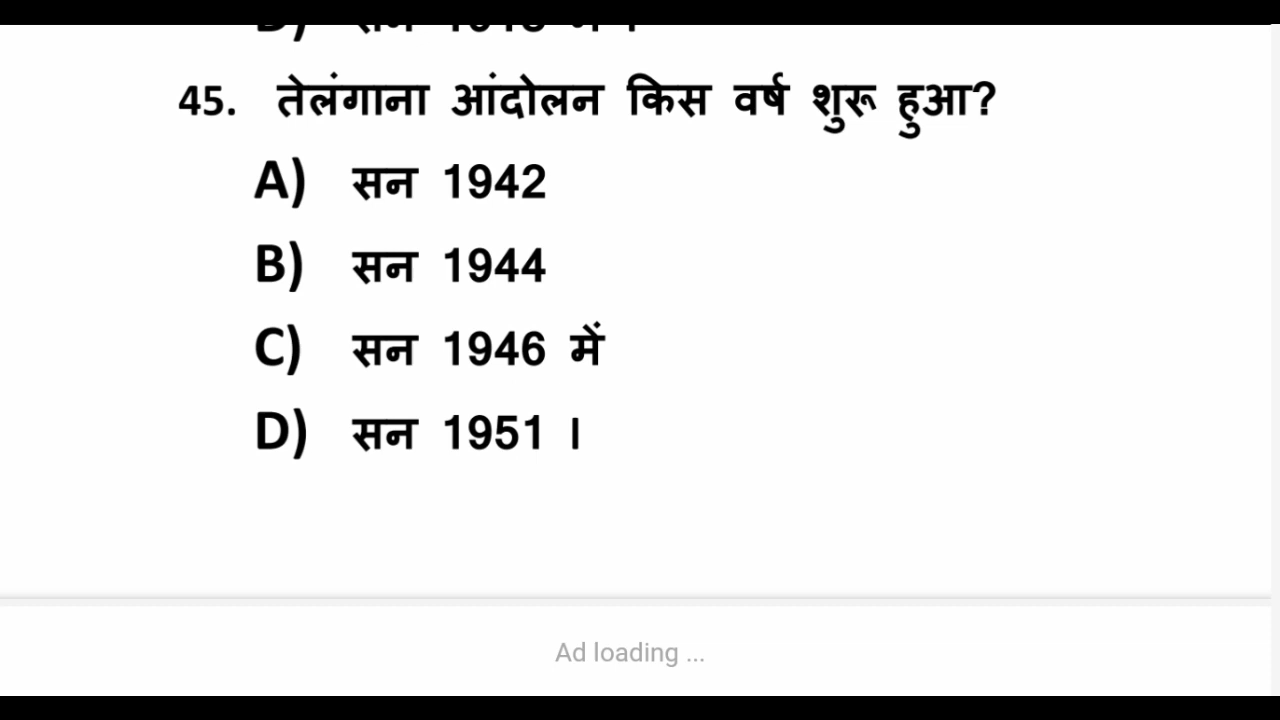 45. तेलंगाना आंदोलन किस वर्ष शुरू हुआ?
A) सन 1942
B) सन 1944
C) सन 1946 में
D) सन 1951 ।
Ad loading ...